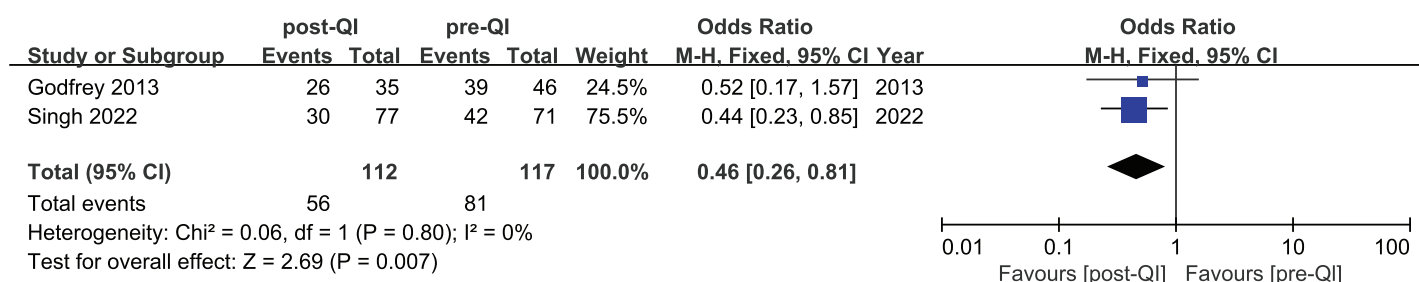 post-QI pre-QI Odds Ratio Odds Ratio
Study or Subgroup Events Total Events Total Weight M-H, Fixed, 95% CI Year M-H, Fixed, 95% CI
Godfrey 2013 26 35 39 46 24.5% 0.52 [0.17, 1.57] 2013
Singh 2022 30 77 42 71 75.5% 0.44 [0.23, 0.85] 2022
Total (95% CI) 112 117 100.0% 0.46 [0.26, 0.81]
Total events 56 81
Heterogeneity: Chi² = 0.06, df = 1 (P = 0.80); I² = 0%
Test for overall effect: Z = 2.69 (P = 0.007)
0.01 0.1 1 10 100
Favours [post-QI] Favours [pre-QI]